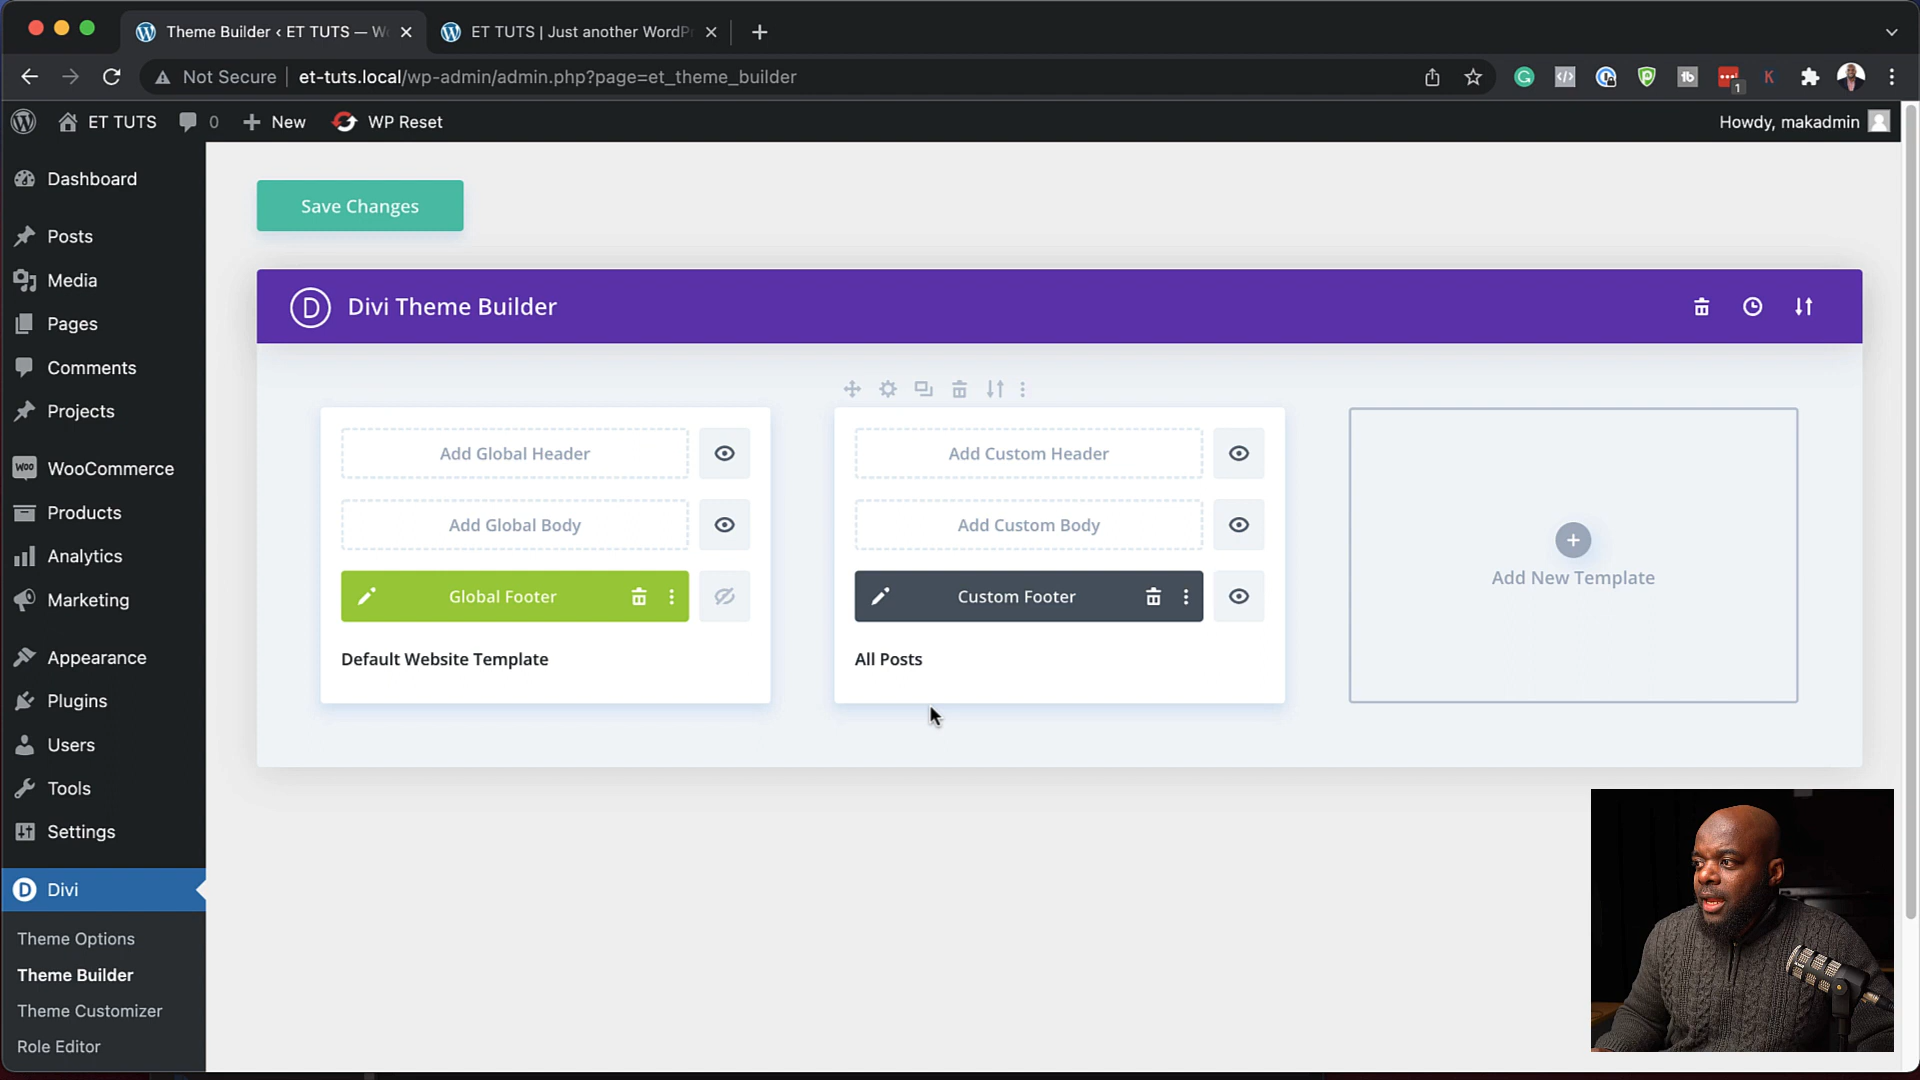 Theme Builder ‹ ET TUTS — Wo
ET TUTS | Just another WordPr
Not Secure
et-tuts.local/wp-admin/admin.php?page=et_theme_builder
1
ET TUTS
0
New
WP Reset
Howdy, makadmin
Dashboard
Posts
Media
Pages
Comments
Projects
WooCommerce
Products
Analytics
Marketing
Appearance
Plugins
Users
Tools
Settings
Divi
Theme Options
Theme Builder
Theme Customizer
Role Editor
Save Changes
D
Divi Theme Builder
Add Global Header
Add Global Body
Global Footer
Default Website Template
Add Custom Header
Add Custom Body
Custom Footer
All Posts
Add New Template